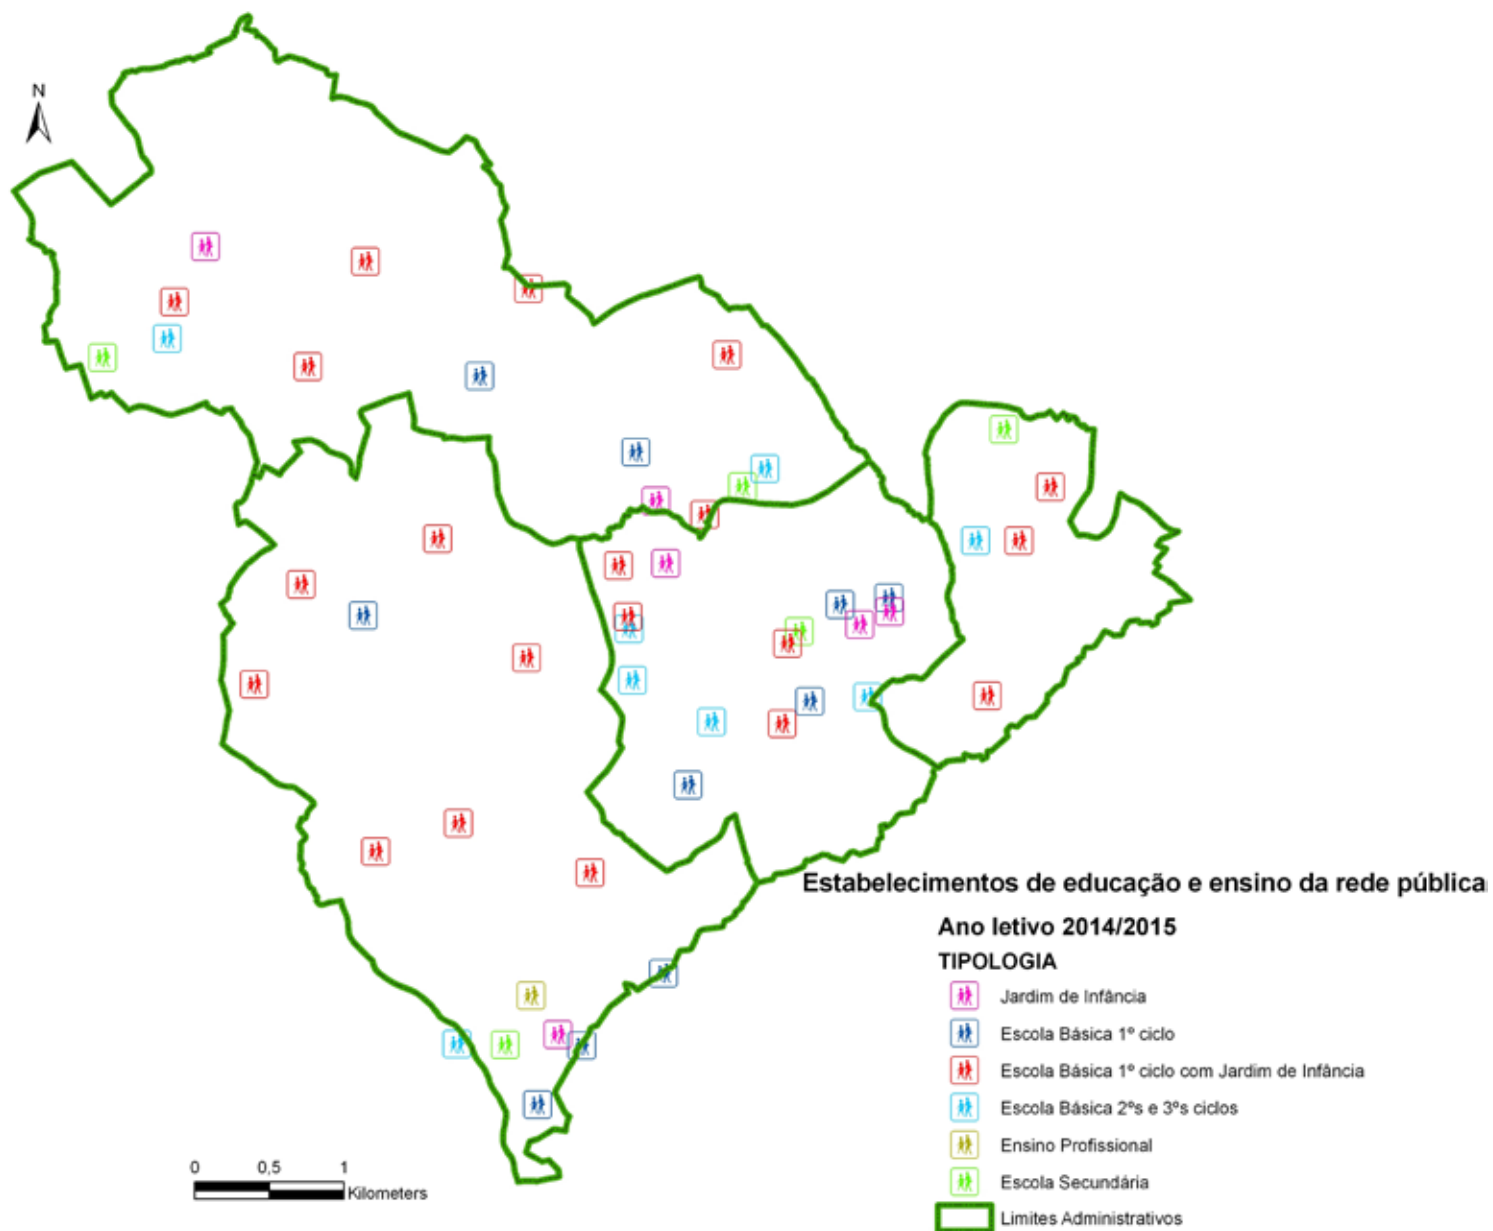 N
Estabelecimentos de educação e ensino da rede pública
Ano letivo 2014/2015
TIPOLOGIA
Jardim de Infância
Escola Básica 1º ciclo
Escola Básica 1º ciclo com Jardim de Infância
Escola Básica 2ºs e 3ºs ciclos
Ensino Profissional
Escola Secundária
Limites Administrativos
0 0,5 1
Kilometers